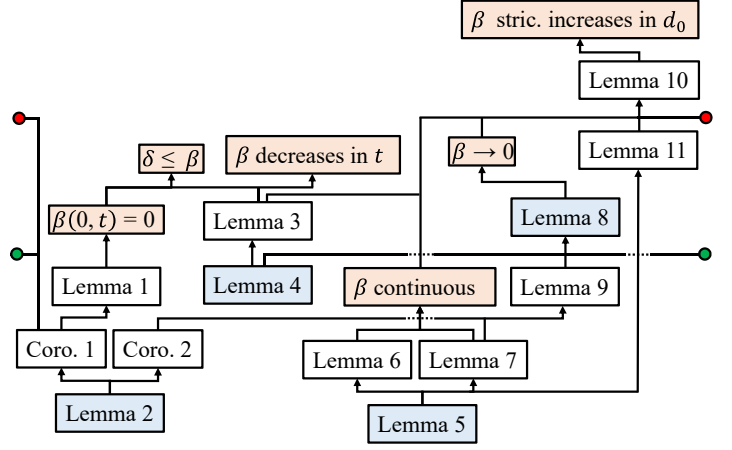 β stric. increases in d₀
Lemma 10
δ ≤ β
β decreases in t
β → 0
Lemma 11
β(0, t) = 0
Lemma 3
Lemma 8
Lemma 1
Lemma 4
β continuous
Lemma 9
Coro. 1
Coro. 2
Lemma 6
Lemma 7
Lemma 2
Lemma 5